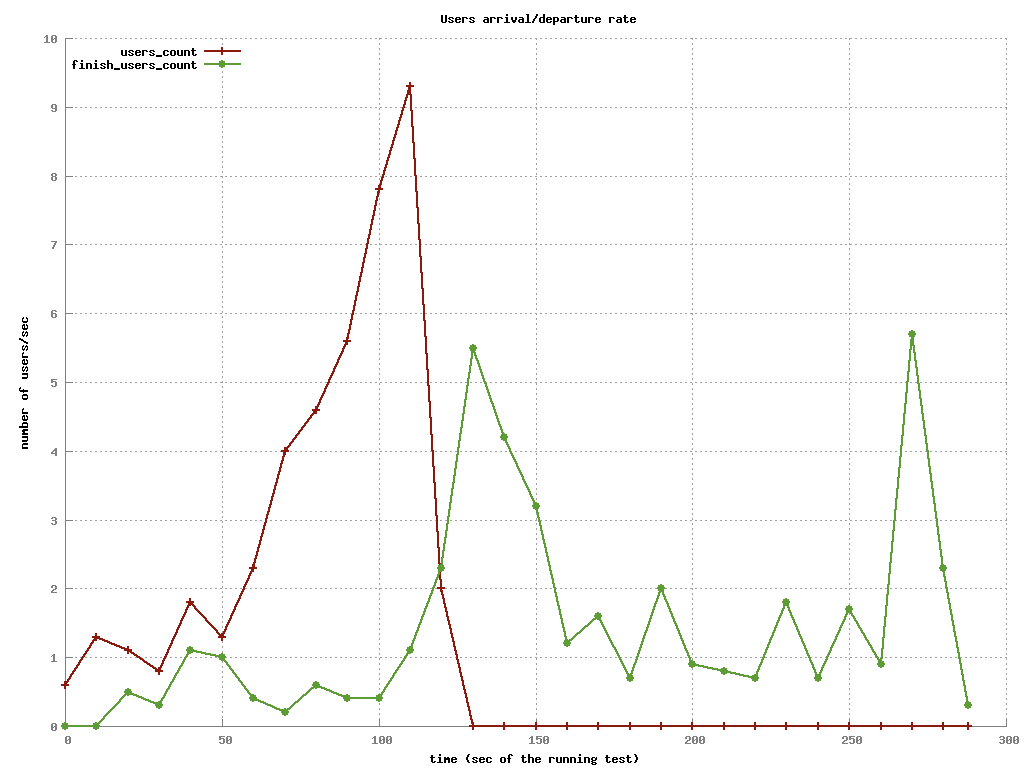 Users arrival/departure rate
users_count
finish_users_count
10
9
8
7
6
5
4
3
2
1
0
number of users/sec
0 50 100 150 200 250 300
time (sec of the running test)